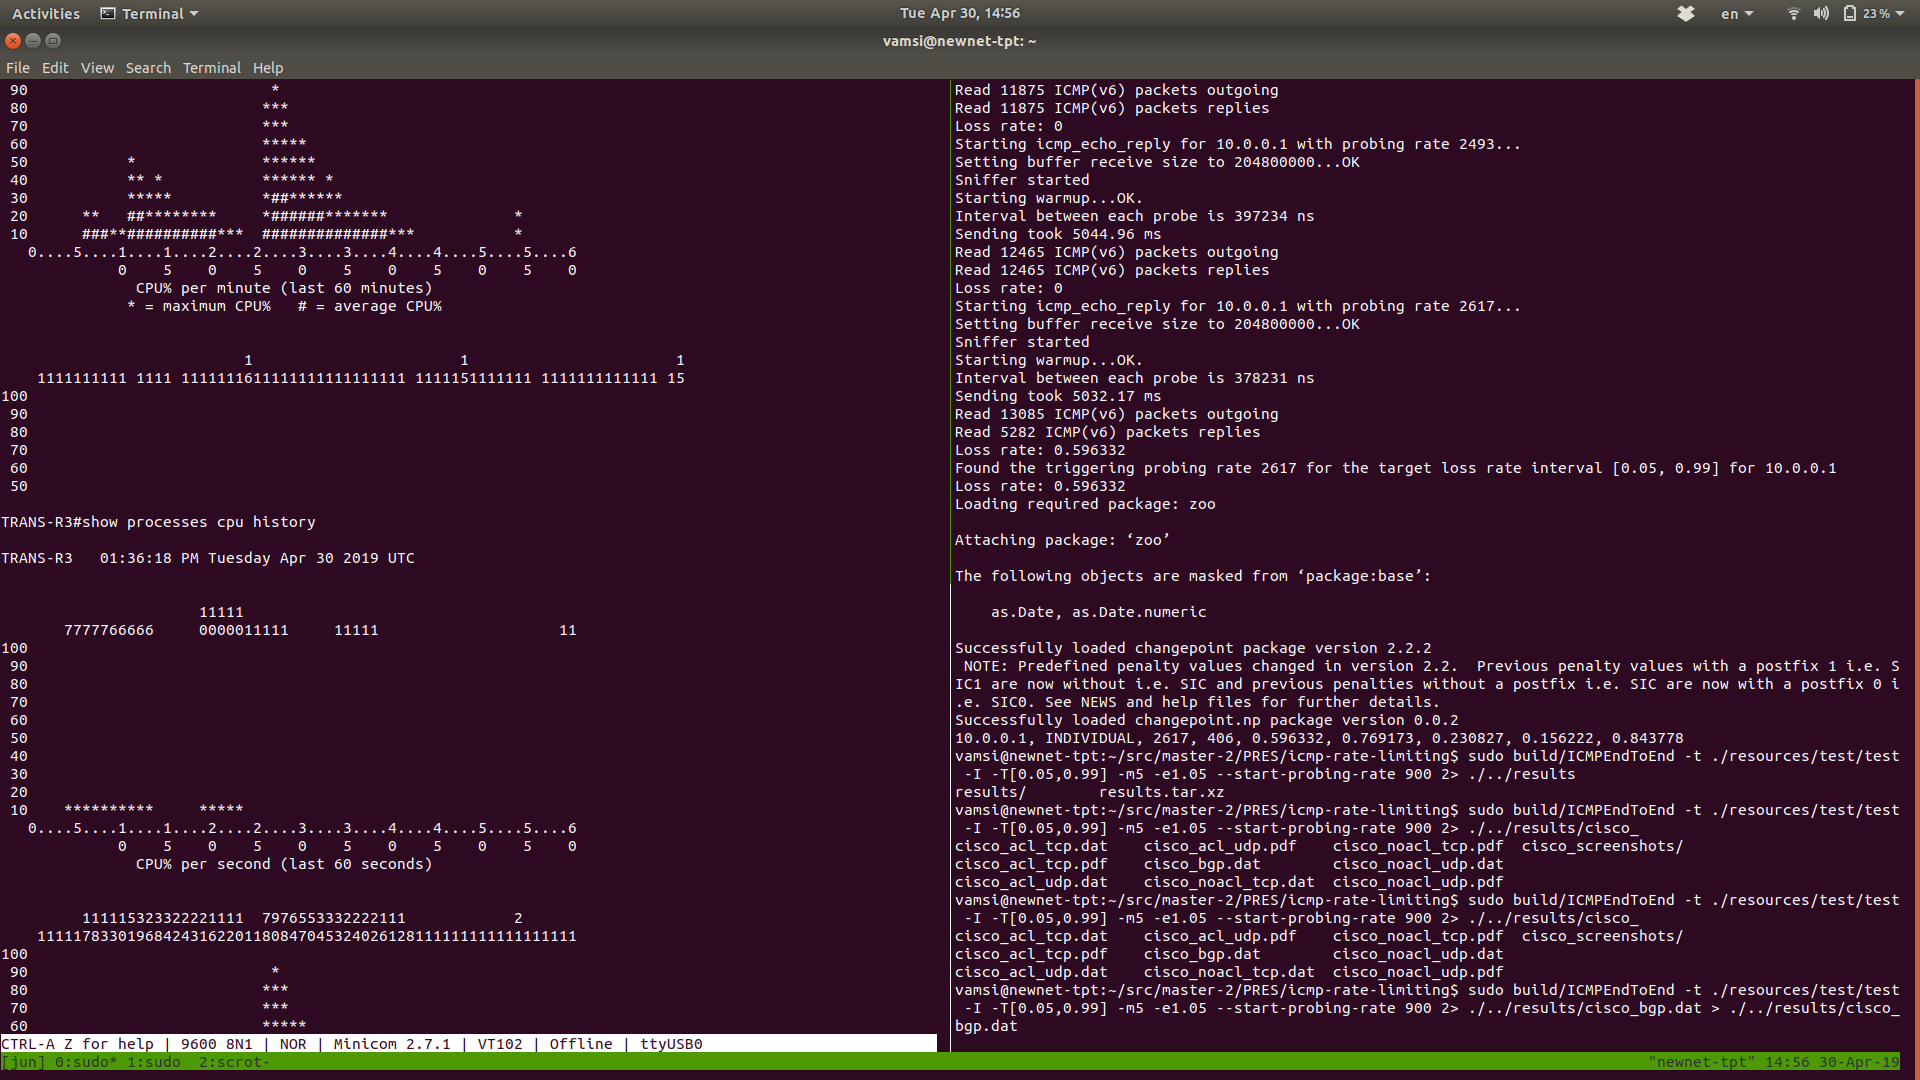 Activities Terminal Tue Apr 30, 14:56 en 23 %
vamsi@newnet-tpt: ~
File Edit View Search Terminal Help
 90                           *
 80                          ***
 70                          ***
 60                          *****
 50           *              ******
 40           ** *           ****** *
 30           *****          *##******
 20      **   ##********     *######*******              *
 10      ###**##########***  ##############***           *
   0....5....1....1....2....2....3....3....4....4....5....5....6
             0    5    0    5    0    5    0    5    0    5    0
               CPU% per minute (last 60 minutes)
              * = maximum CPU%   # = average CPU%
                           1                       1                       1
    1111111111 1111 1111111611111111111111111 1111151111111 1111111111111 15
100
 90
 80
 70
 60
 50
TRANS-R3#show processes cpu history
TRANS-R3   01:36:18 PM Tuesday Apr 30 2019 UTC
                      11111
       7777766666     0000011111     11111                    11
100
 90
 80
 70
 60
 50
 40
 30
 20
 10    **********     *****
   0....5....1....1....2....2....3....3....4....4....5....5....6
             0    5    0    5    0    5    0    5    0    5    0
               CPU% per second (last 60 seconds)
         111115323322221111  7976553332222111            2
    111117833019684243162201180847045324026128111111111111111111
100
 90                           *
 80                          ***
 70                          ***
 60                          *****
CTRL-A Z for help | 9600 8N1 | NOR | Minicom 2.7.1 | VT102 | Offline | ttyUSB0
Read 11875 ICMP(v6) packets outgoing
Read 11875 ICMP(v6) packets replies
Loss rate: 0
Starting icmp_echo_reply for 10.0.0.1 with probing rate 2493...
Setting buffer receive size to 204800000...OK
Sniffer started
Starting warmup...OK.
Interval between each probe is 397234 ns
Sending took 5044.96 ms
Read 12465 ICMP(v6) packets outgoing
Read 12465 ICMP(v6) packets replies
Loss rate: 0
Starting icmp_echo_reply for 10.0.0.1 with probing rate 2617...
Setting buffer receive size to 204800000...OK
Sniffer started
Starting warmup...OK.
Interval between each probe is 378231 ns
Sending took 5032.17 ms
Read 13085 ICMP(v6) packets outgoing
Read 5282 ICMP(v6) packets replies
Loss rate: 0.596332
Found the triggering probing rate 2617 for the target loss rate interval [0.05, 0.99] for 10.0.0.1
Loss rate: 0.596332
Loading required package: zoo
Attaching package: ‘zoo’
The following objects are masked from ‘package:base’:
    as.Date, as.Date.numeric
Successfully loaded changepoint package version 2.2.2
 NOTE: Predefined penalty values changed in version 2.2.  Previous penalty values with a postfix 1 i.e. S
IC1 are now without i.e. SIC and previous penalties without a postfix i.e. SIC are now with a postfix 0 i
.e. SIC0. See NEWS and help files for further details.
Successfully loaded changepoint.np package version 0.0.2
10.0.0.1, INDIVIDUAL, 2617, 406, 0.596332, 0.769173, 0.230827, 0.156222, 0.843778
vamsi@newnet-tpt:~/src/master-2/PRES/icmp-rate-limiting$ sudo build/ICMPEndToEnd -t ./resources/test/test
 -I -T[0.05,0.99] -m5 -e1.05 --start-probing-rate 900 2> ./../results
results/        results.tar.xz
vamsi@newnet-tpt:~/src/master-2/PRES/icmp-rate-limiting$ sudo build/ICMPEndToEnd -t ./resources/test/test
 -I -T[0.05,0.99] -m5 -e1.05 --start-probing-rate 900 2> ./../results/cisco_
cisco_acl_tcp.dat    cisco_acl_udp.pdf    cisco_noacl_tcp.pdf  cisco_screenshots/
cisco_acl_tcp.pdf    cisco_bgp.dat        cisco_noacl_udp.dat
cisco_acl_udp.dat    cisco_noacl_tcp.dat  cisco_noacl_udp.pdf
vamsi@newnet-tpt:~/src/master-2/PRES/icmp-rate-limiting$ sudo build/ICMPEndToEnd -t ./resources/test/test
 -I -T[0.05,0.99] -m5 -e1.05 --start-probing-rate 900 2> ./../results/cisco_
cisco_acl_tcp.dat    cisco_acl_udp.pdf    cisco_noacl_tcp.pdf  cisco_screenshots/
cisco_acl_tcp.pdf    cisco_bgp.dat        cisco_noacl_udp.dat
cisco_acl_udp.dat    cisco_noacl_tcp.dat  cisco_noacl_udp.pdf
vamsi@newnet-tpt:~/src/master-2/PRES/icmp-rate-limiting$ sudo build/ICMPEndToEnd -t ./resources/test/test
 -I -T[0.05,0.99] -m5 -e1.05 --start-probing-rate 900 2> ./../results/cisco_bgp.dat > ./../results/cisco_
bgp.dat
[jun] 0:sudo* 1:sudo  2:scrot- "newnet-tpt" 14:56 30-Apr-19